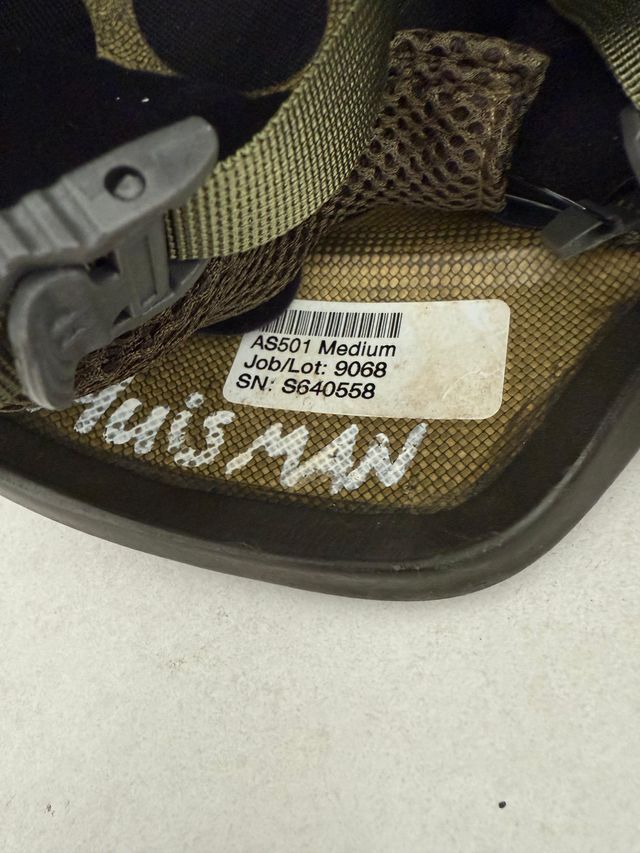 AS501 Medium
Job/Lot: 9068
SN: S640558
HuisMAN